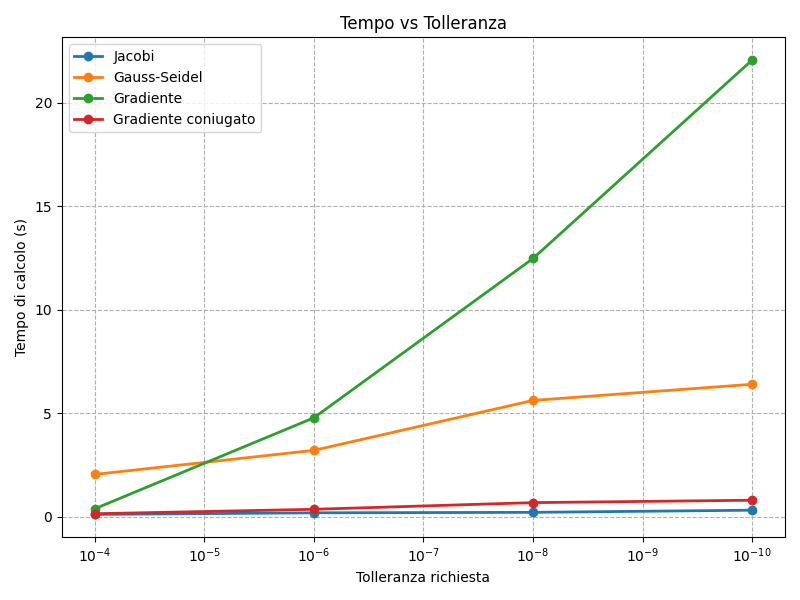 Tempo vs Tolleranza
Jacobi
Gauss-Seidel
Gradiente
Gradiente coniugato
Tempo di calcolo (s)
20
15
10
5
0
10⁻⁴ 10⁻⁵ 10⁻⁶ 10⁻⁷ 10⁻⁸ 10⁻⁹ 10⁻¹⁰
Tolleranza richiesta